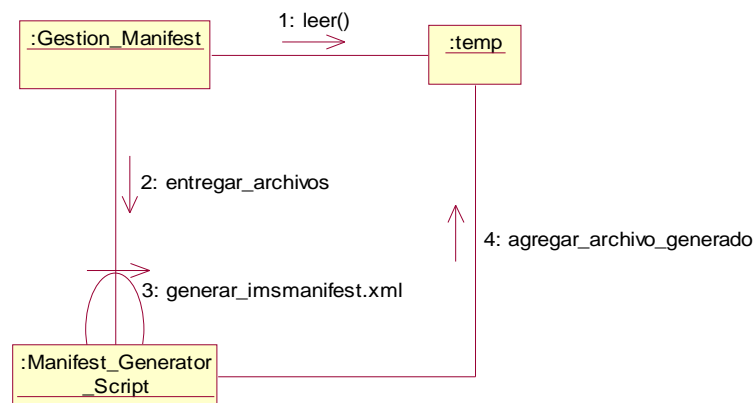 1: leer()
:Gestion_Manifest
:temp
2: entregar_archivos
4: agregar_archivo_generado
3: generar_imsmanifest.xml
:Manifest_Generator
_Script